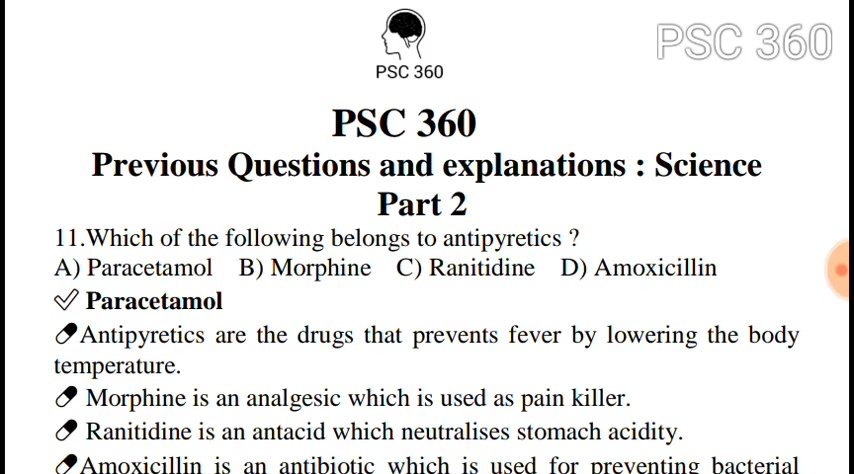 PSC 360
PSC 360
PSC 360
Previous Questions and explanations : Science
Part 2
11.Which of the following belongs to antipyretics ?
A) Paracetamol B) Morphine C) Ranitidine D) Amoxicillin
✓ Paracetamol
Antipyretics are the drugs that prevents fever by lowering the body
temperature.
Morphine is an analgesic which is used as pain killer.
Ranitidine is an antacid which neutralises stomach acidity.
Amoxicillin is an antibiotic which is used for preventing bacterial